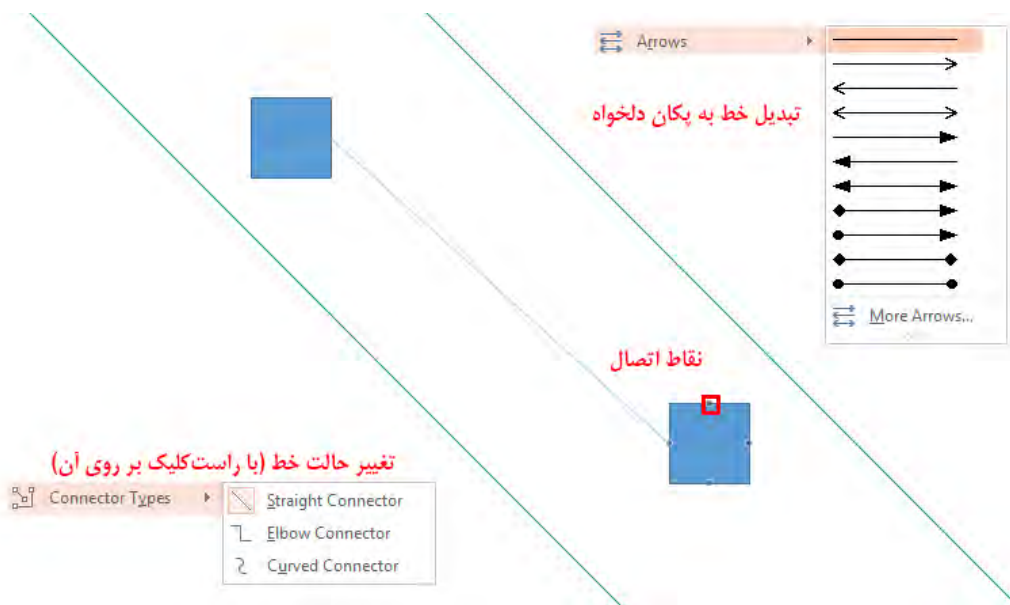 Arrows
تبدیل خط به پکان دلخواه
More Arrows...
نقاط اتصال
تغییر حالت خط (با راست‌کلیک بر روی آن)
Connector Types
Straight Connector
Elbow Connector
Curved Connector